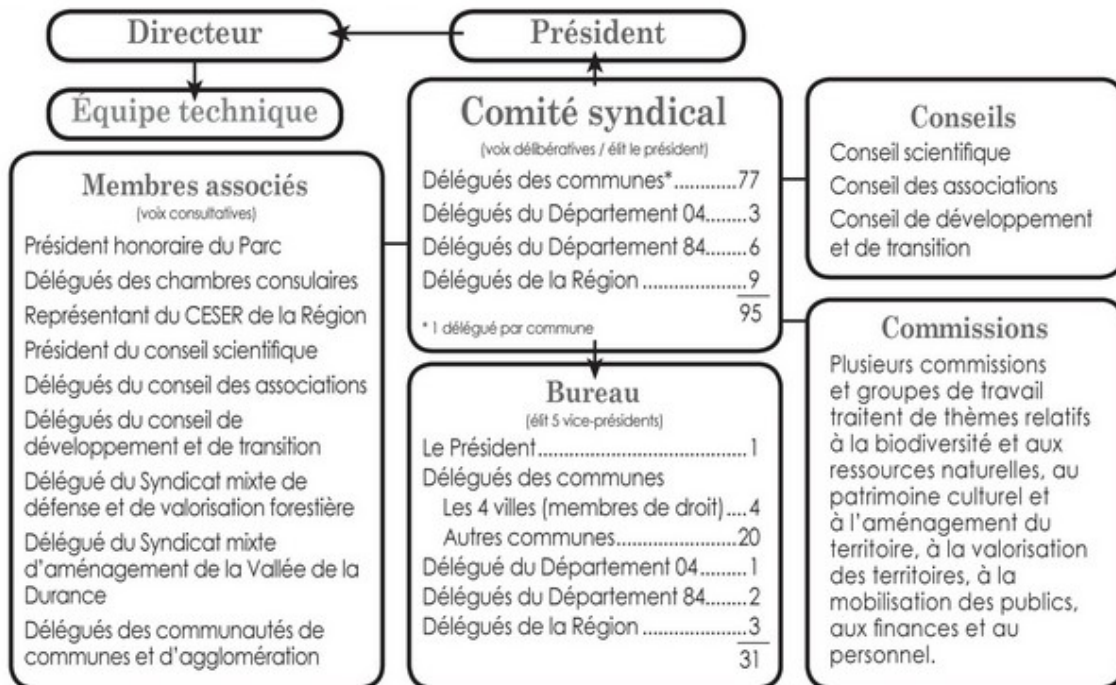 Directeur
Président
Équipe technique
Membres associés
(voix consultatives)
Président honoraire du Parc
Délégués des chambres consulaires
Représentant du CESER de la Région
Président du conseil scientifique
Délégués du conseil des associations
Délégués du conseil de
développement et de transition
Délégué du Syndicat mixte de
défense et de valorisation forestière
Délégué du Syndicat mixte
d'aménagement de la Vallée de la
Durance
Délégués des communautés de
communes et d'agglomération
Comité syndical
(voix délibératives / élit le président)
Délégués des communes*.............77
Délégués du Département 04........3
Délégués du Département 84........6
Délégués de la Région ..................9
95
* 1 délégué par commune
Bureau
(élit 5 vice-présidents)
Le Président................................1
Délégués des communes
Les 4 villes (membres de droit)....4
Autres communes.....................20
Délégué du Département 04.........1
Délégués du Département 84.......2
Délégués de la Région .................3
31
Conseils
Conseil scientifique
Conseil des associations
Conseil de développement
et de transition
Commissions
Plusieurs commissions
et groupes de travail
traitent de thèmes relatifs
à la biodiversité et aux
ressources naturelles, au
patrimoine culturel et
à l'aménagement du
territoire, à la valorisation
des territoires, à la
mobilisation des publics,
aux finances et au
personnel.